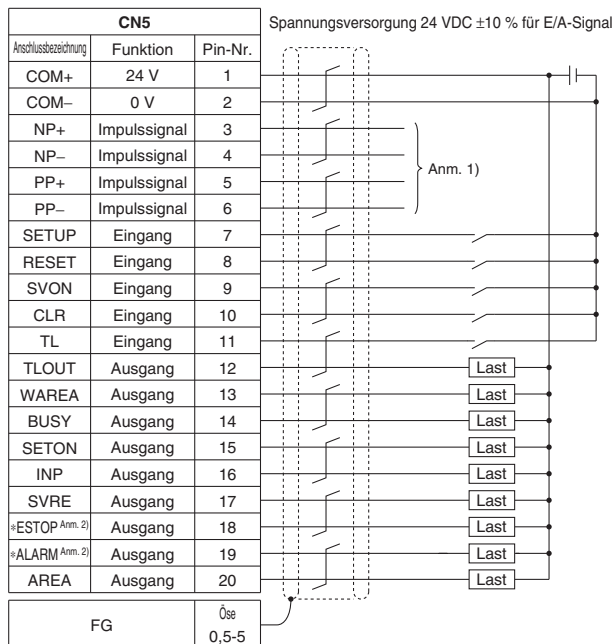 CN5
Spannungsversorgung 24 VDC ±10 % für E/A-Signal
Anschlussbezeichnung Funktion Pin-Nr.
COM+ 24 V 1
COM− 0 V 2
NP+ Impulssignal 3
NP− Impulssignal 4
Anm. 1)
PP+ Impulssignal 5
PP− Impulssignal 6
SETUP Eingang 7
RESET Eingang 8
SVON Eingang 9
CLR Eingang 10
TL Eingang 11
TLOUT Ausgang 12 Last
WAREA Ausgang 13 Last
BUSY Ausgang 14 Last
SETON Ausgang 15 Last
INP Ausgang 16 Last
SVRE Ausgang 17 Last
∗ESTOP Anm. 2) Ausgang 18 Last
∗ALARM Anm. 2) Ausgang 19 Last
AREA Ausgang 20 Last
FG Öse
0,5-5